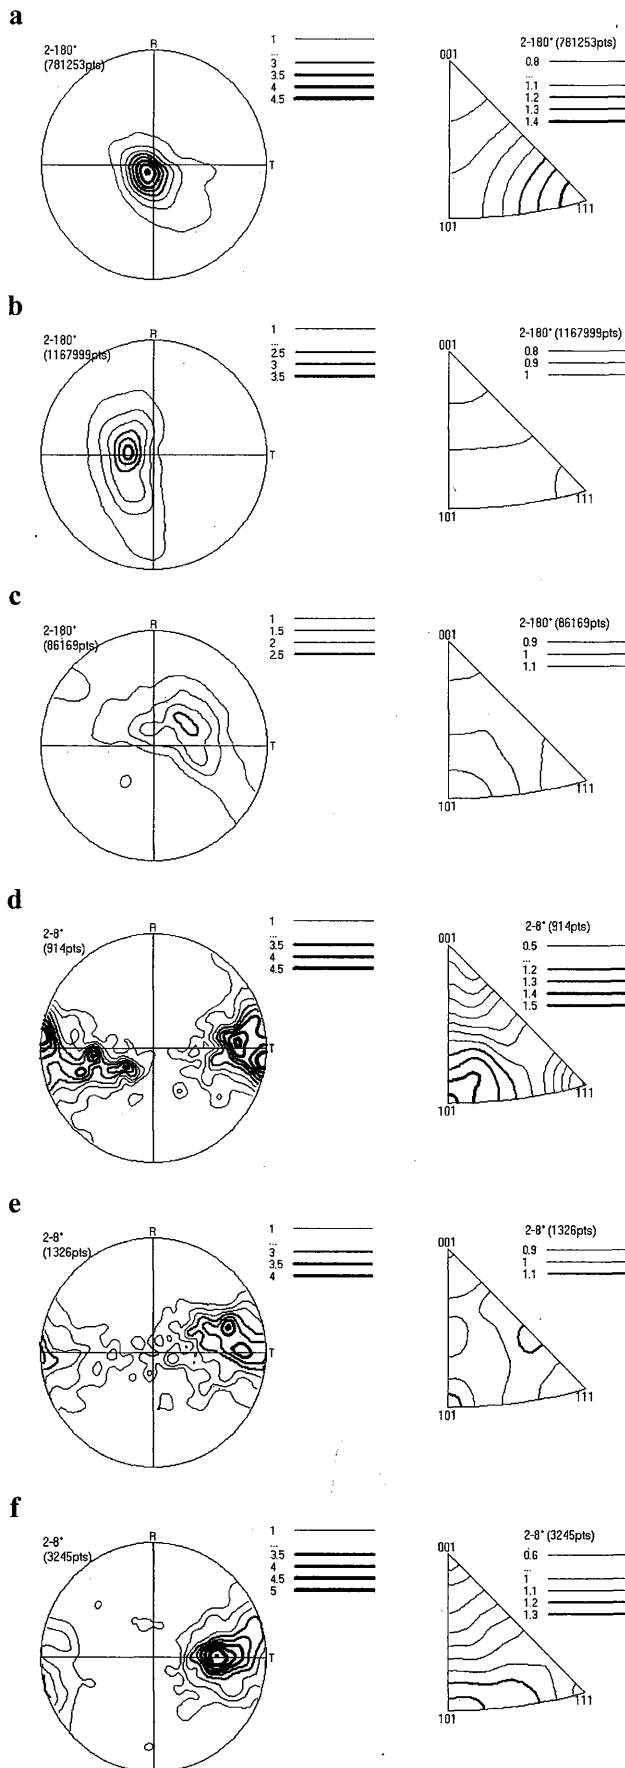 a
2-180°
(781253pts)
R
T
1
...
3
3.5
4
4.5
001
101
111
2-180° (781253pts)
0.8
...
1.1
1.2
1.3
1.4
b
2-180°
(1167999pts)
R
T
1
...
2.5
3
3.5
001
101
111
2-180° (1167999pts)
0.8
0.9
1
c
2-180°
(86169pts)
R
T
1
1.5
2
2.5
001
101
111
2-180° (86169pts)
0.9
1
1.1
d
2-8°
(914pts)
R
T
1
...
3.5
4
4.5
001
101
111
2-8° (914pts)
0.5
...
1.2
1.3
1.4
1.5
e
2-8°
(1326pts)
R
T
1
...
3
3.5
4
001
101
111
2-8° (1326pts)
0.9
1
1.1
f
2-8°
(3245pts)
R
T
1
...
3.5
4
4.5
5
001
101
111
2-8° (3245pts)
0.6
...
1
1.1
1.2
1.3